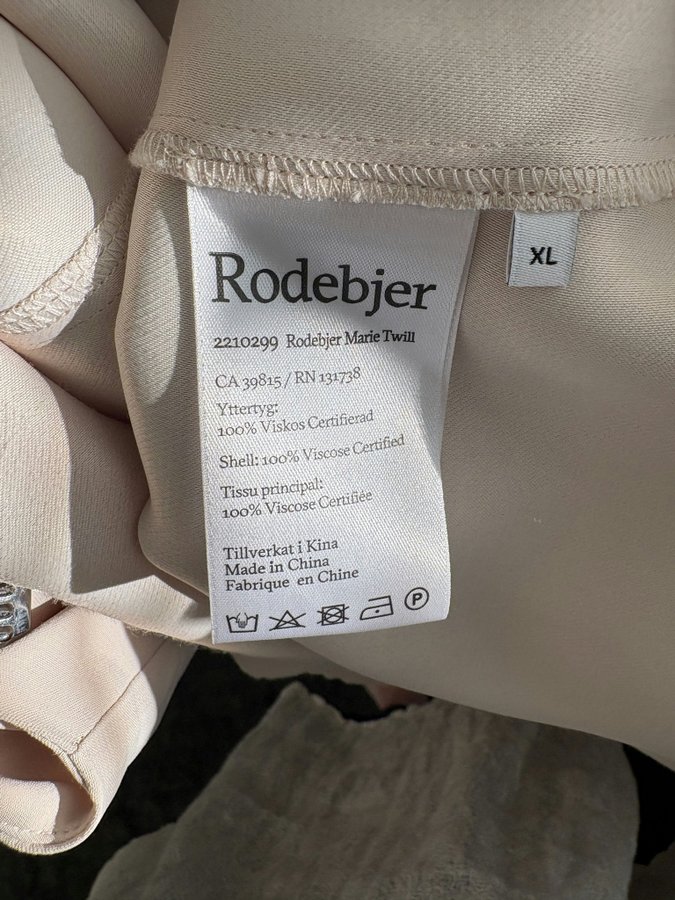 Rodebjer
XL
2210299 Rodebjer Marie Twill
CA 39815 / RN 131738
Yttertyg:
100% Viskos Certifierad
Shell: 100% Viscose Certified
Tissu principal:
100% Viscose Certifiée
Tillverkat i Kina
Made in China
Fabrique en Chine
P